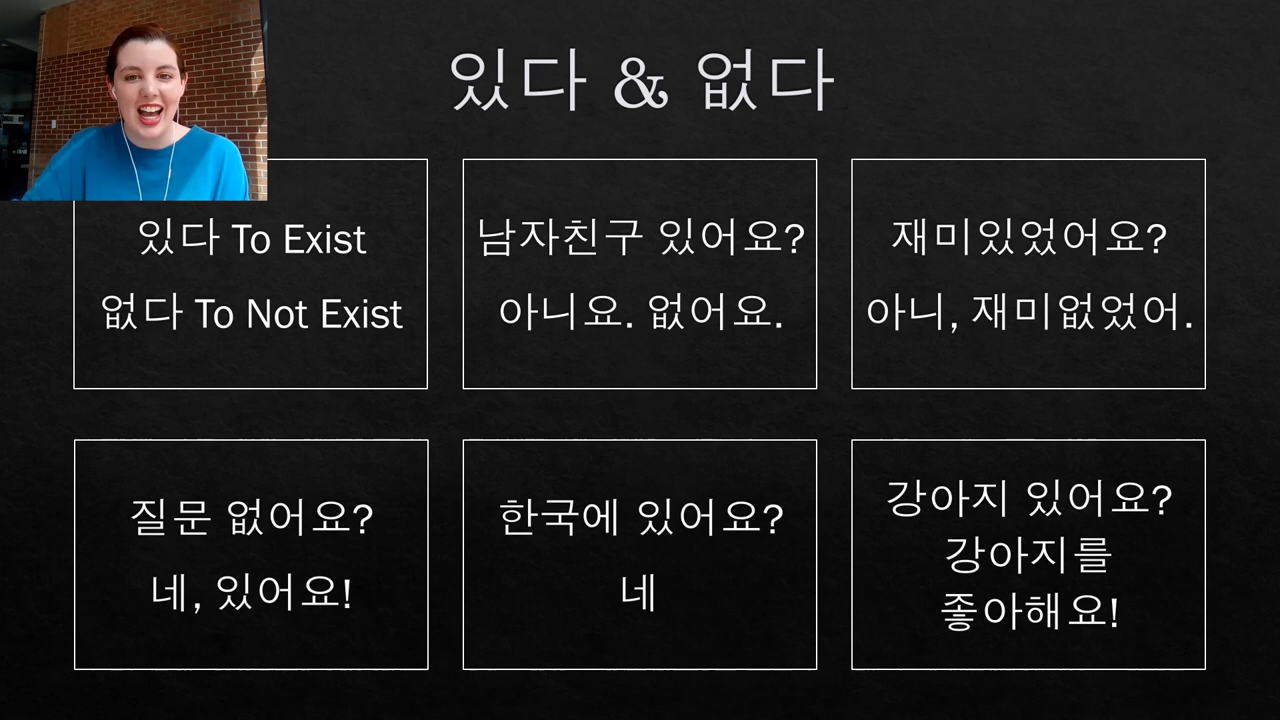 있다 & 없다
있다 To Exist
없다 To Not Exist
남자친구 있어요?
아니요. 없어요.
재미있었어요?
아니, 재미없었어.
질문 없어요?
네, 있어요!
한국에 있어요?
네
강아지 있어요?
강아지를
좋아해요!